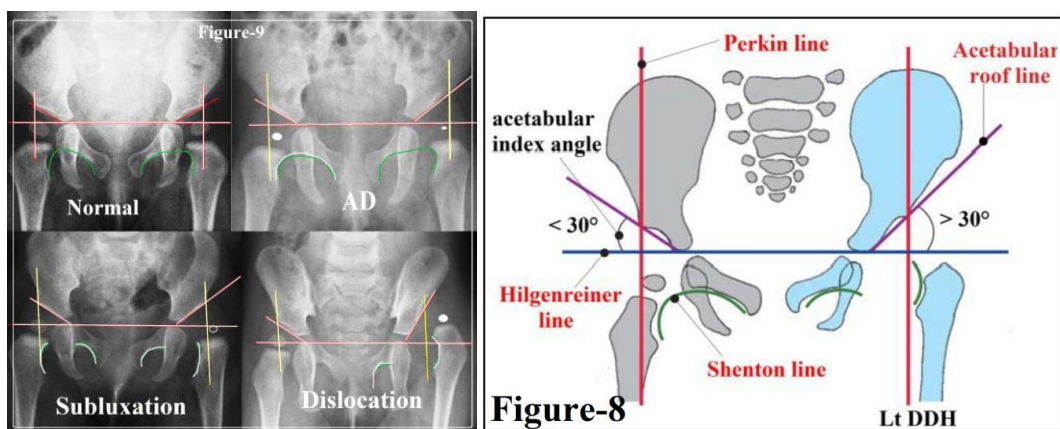 Figure-9
Normal
AD
Subluxation
Dislocation
Perkin line
Acetabular
roof line
acetabular
index angle
< 30°
> 30°
Hilgenreiner
line
Shenton line
Figure-8
Lt DDH